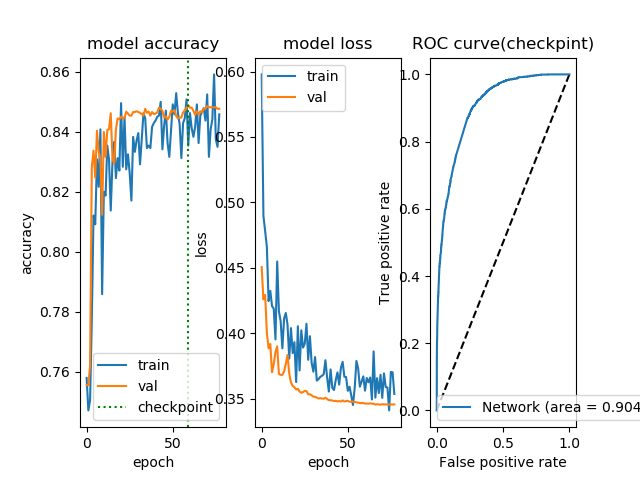 model accuracy
0.86
0.84
0.82
0.80
0.78
0.76
accuracy
train
val
checkpoint
0
50
epoch
model loss
0.60
0.55
0.50
0.45
0.40
0.35
loss
train
val
0
50
epoch
ROC curve(checkpint)
1.0
0.8
0.6
0.4
0.2
0.0
True positive rate
Network (area = 0.904
0.0
0.5
1.0
False positive rate